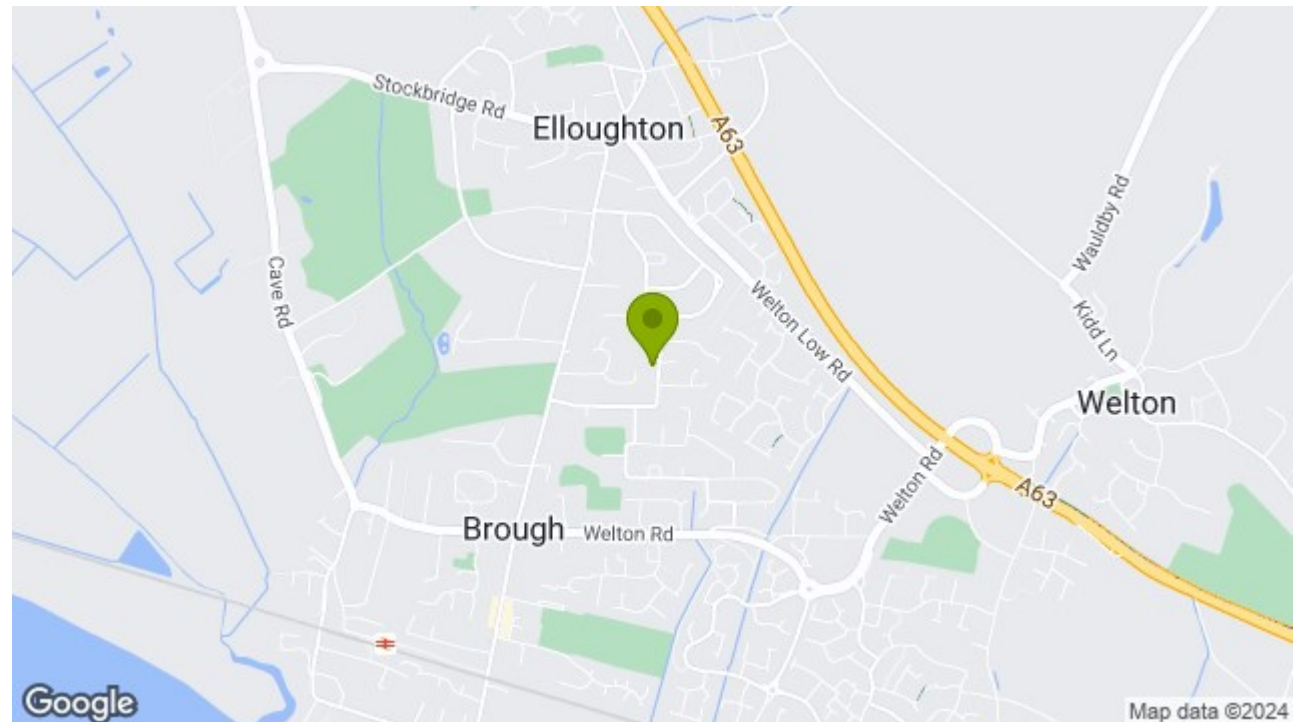 Stockbridge Rd
Elloughton
A63
Wauldby Rd
Cave Rd
Kidd Ln
Welton Low Rd
Welton
Welton Rd
A63
Brough
Welton Rd
Google
Map data ©2024